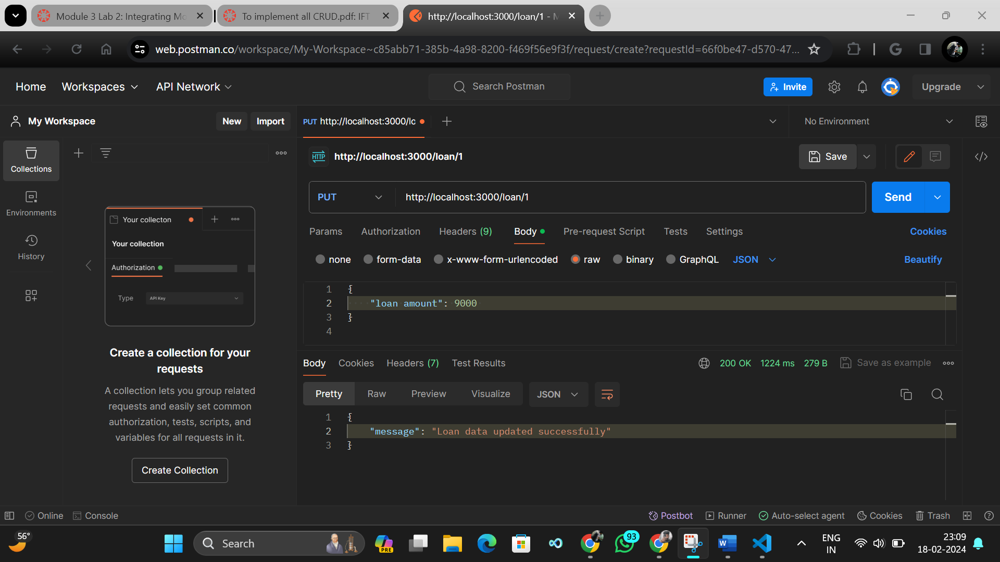 Module 3 Lab 2: Integrating Mo
To implement all CRUD.pdf: IFT
http://localhost:3000/loan/1 - M
web.postman.co/workspace/My-Workspace~c85abb71-385b-4a98-8200-f469f56e9f3f/request/create?requestId=66f0be47-d570-47...
Home
Workspaces
API Network
Search Postman
Invite
Upgrade
My Workspace
New
Import
PUT http://localhost:3000/lo
No Environment
Collections
Environments
History
Your collecton
Your collection
Authorization
Type
API Key
Create a collection for your
requests
A collection lets you group related
requests and easily set common
authorization, tests, scripts, and
variables for all requests in it.
Create Collection
HTTP
http://localhost:3000/loan/1
Save
PUT
http://localhost:3000/loan/1
Send
Params
Authorization
Headers (9)
Body
Pre-request Script
Tests
Settings
Cookies
none
form-data
x-www-form-urlencoded
raw
binary
GraphQL
JSON
Beautify
1 {
2 "loan amount": 9000
3 }
4
Body
Cookies
Headers (7)
Test Results
200 OK
1224 ms
279 B
Save as example
Pretty
Raw
Preview
Visualize
JSON
1 {
2 "message": "Loan data updated successfully"
3 }
Online
Console
Postbot
Runner
Auto-select agent
Cookies
Trash
56°
Search
PRE
93
W
ENG
IN
23:09
18-02-2024